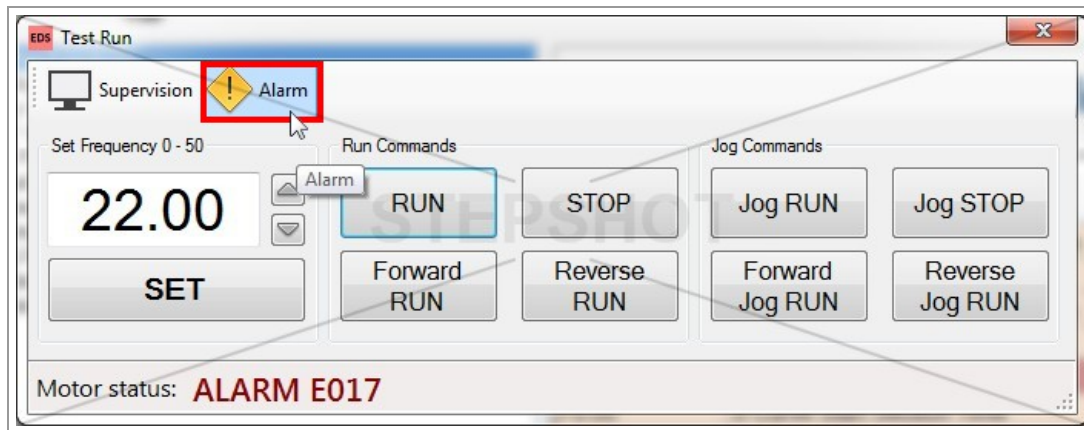 EDS Test Run
Supervision Alarm
Set Frequency 0 - 50
Run Commands
Jog Commands
Alarm
22.00
RUN
STOP
Jog RUN
Jog STOP
SET
Forward
RUN
Reverse
RUN
Forward
Jog RUN
Reverse
Jog RUN
STEPSHOT
Motor status: ALARM E017